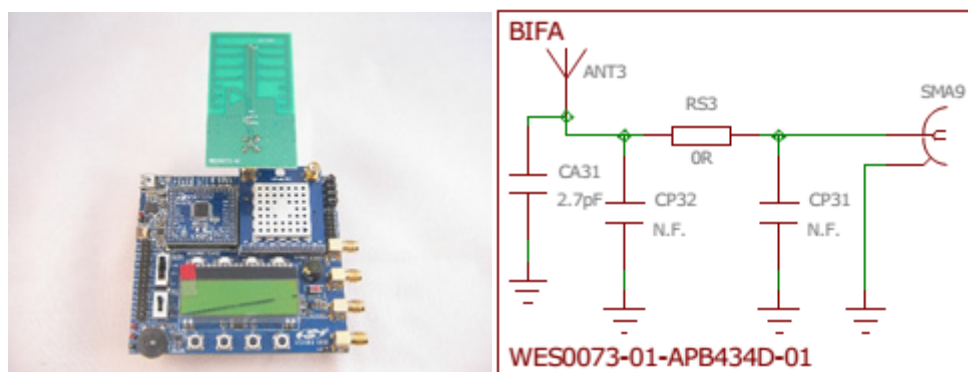 BIFA
ANT3
RS3
SMA9
0R
CA31
2.7pF
CP32
N.F.
CP31
N.F.
WES0073-01-APB434D-01